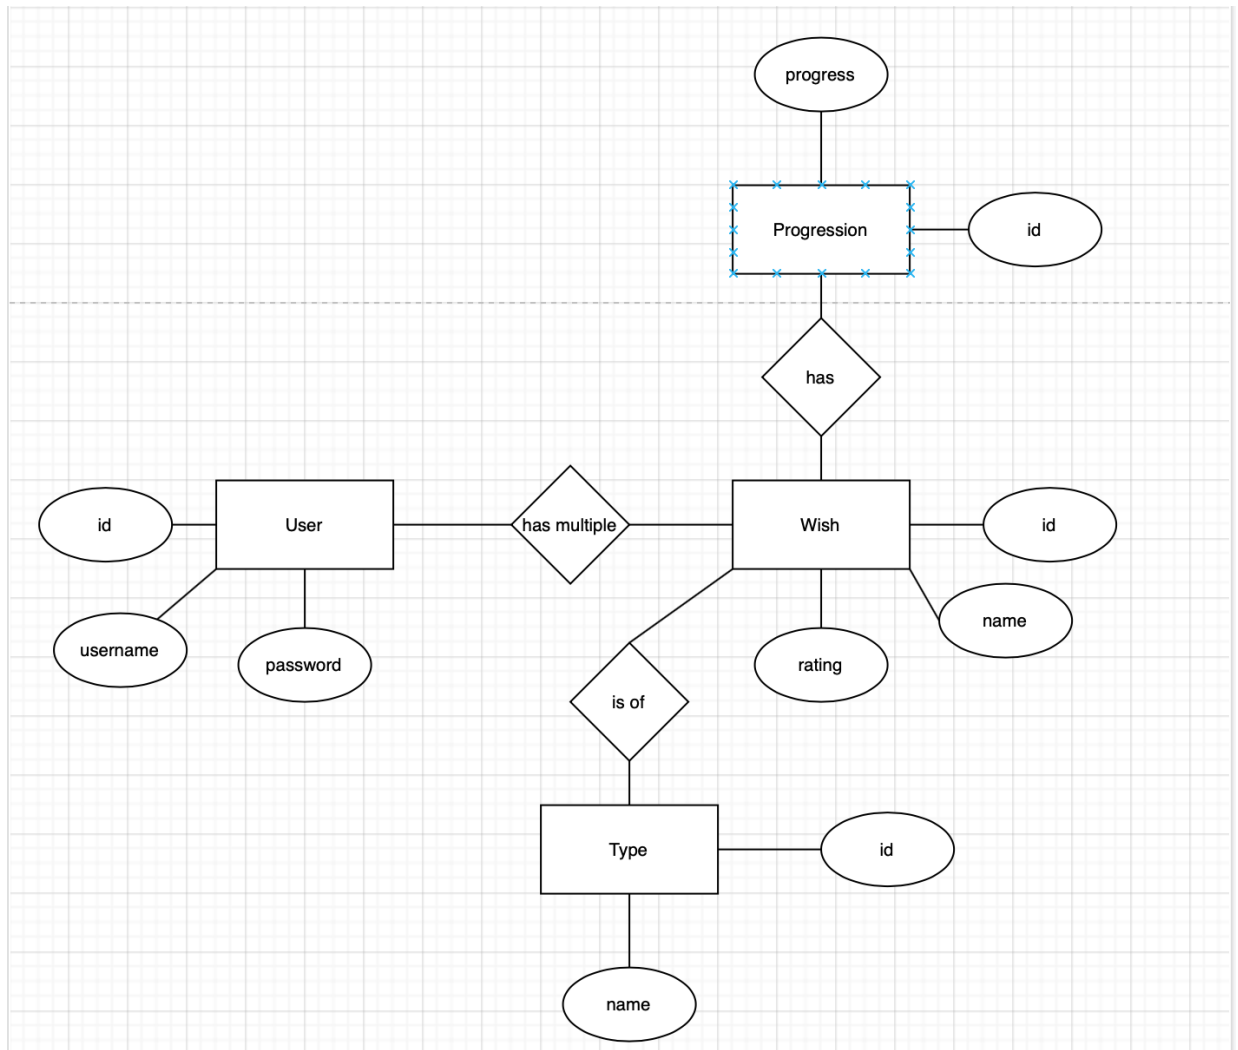 progress
Progression
id
has
id
User
has multiple
Wish
id
username
password
rating
name
is of
Type
id
name